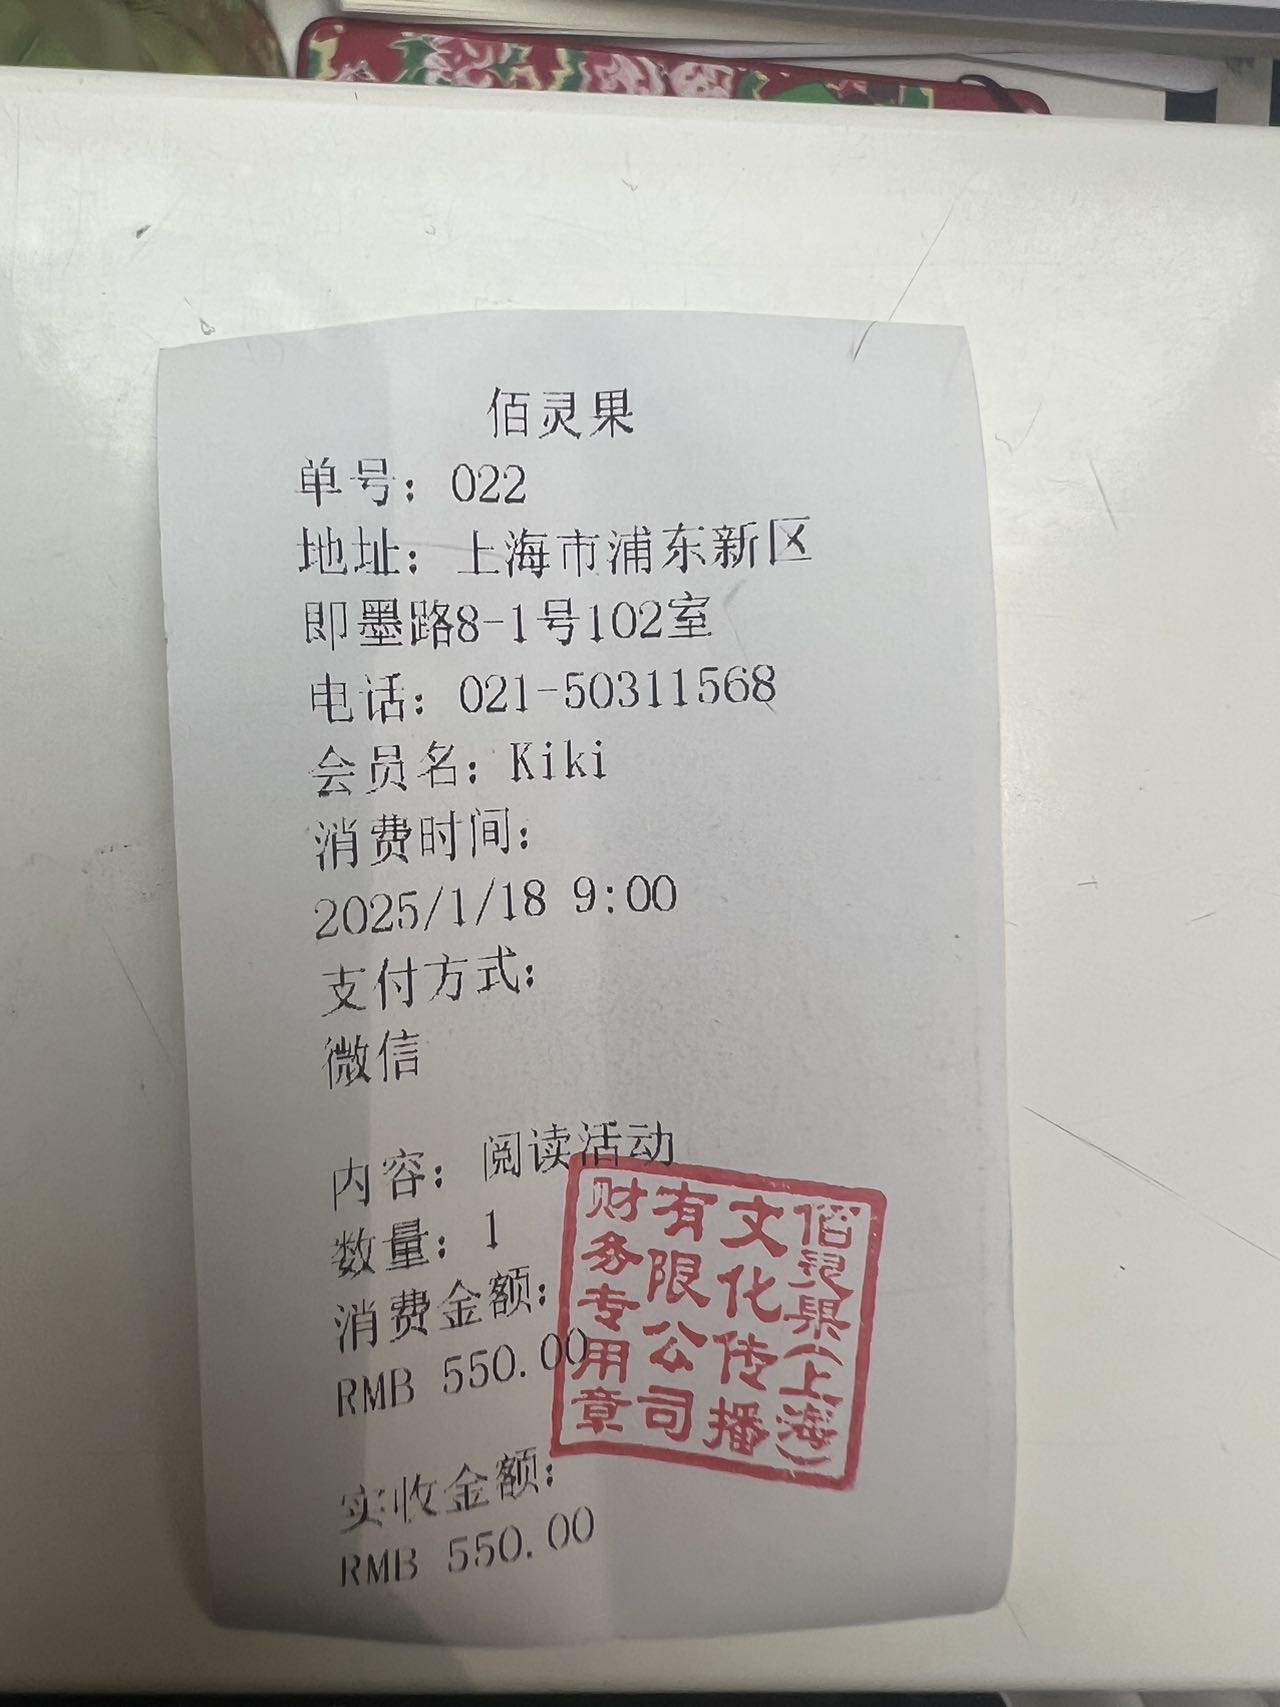 佰灵果
单号：022
地址：上海市浦东新区
即墨路8-1号102室
电话：021-50311568
会员名：Kiki
消费时间：
2025/1/18 9:00
支付方式：
微信
内容：阅读活动
数量：1
消费金额：
RMB 550.00
实收金额：
RMB 550.00
佰灵果(上海)
文化传播
有限公司
财务专用章